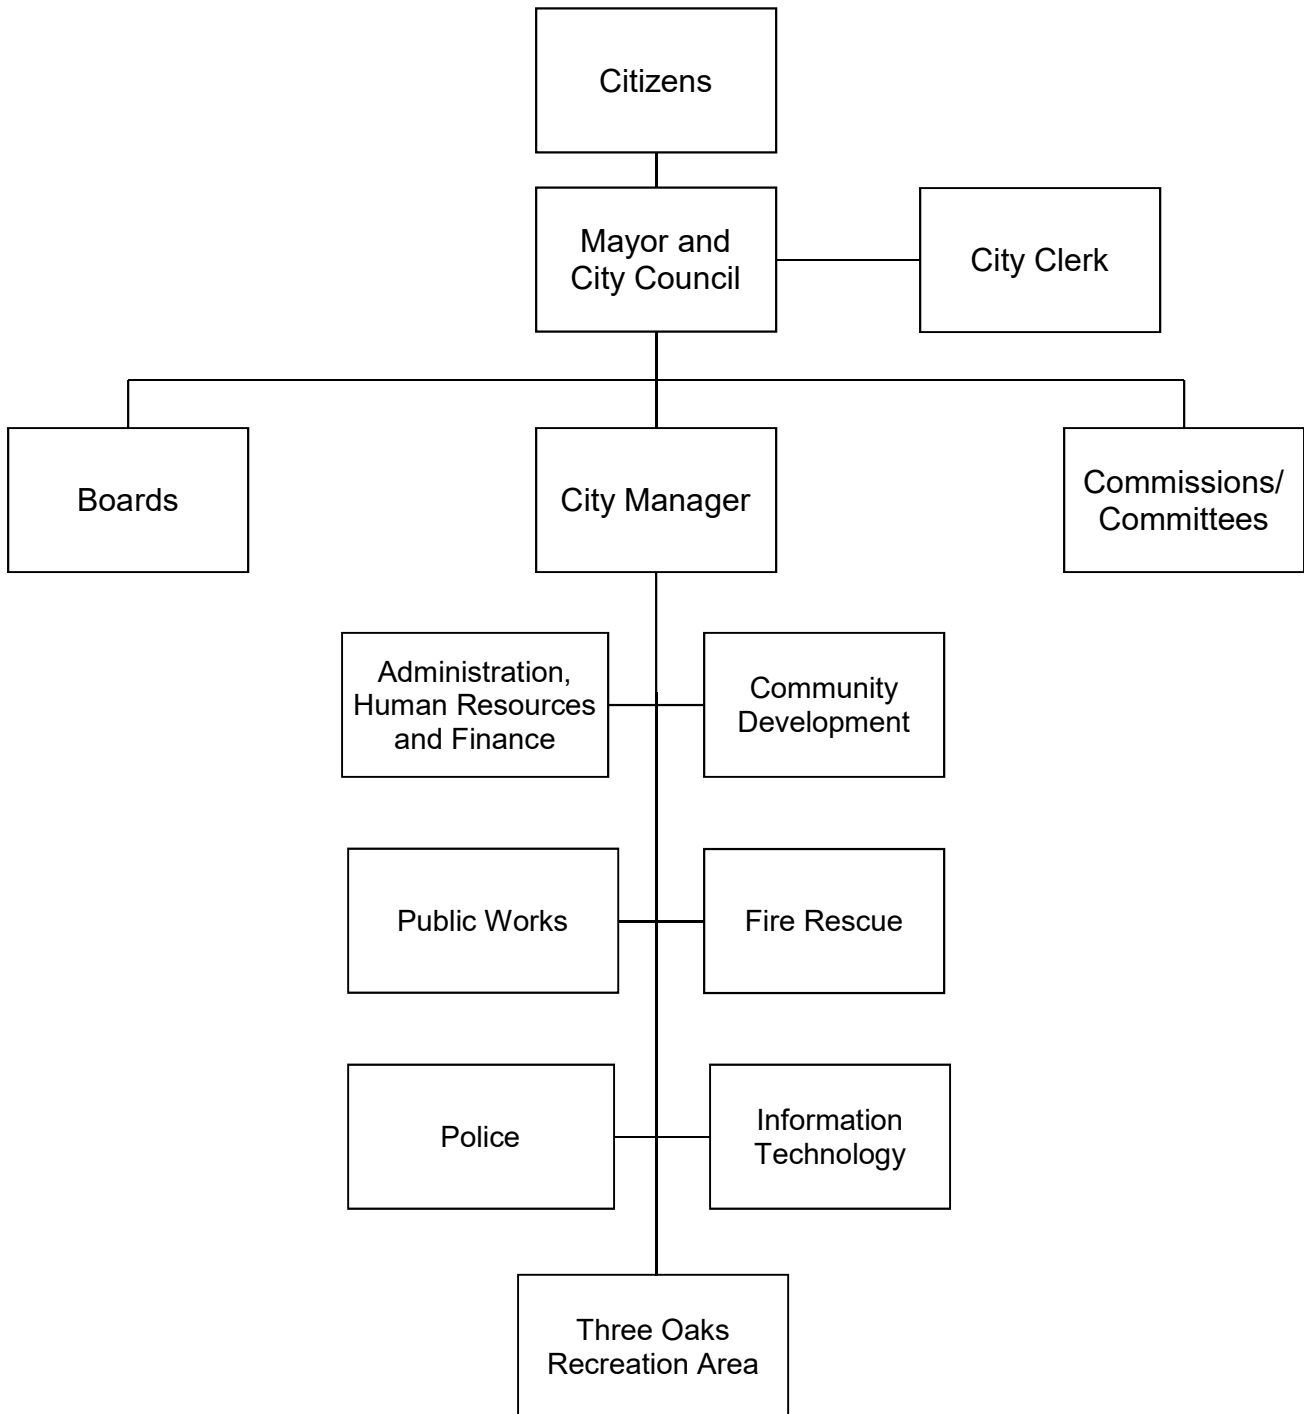 Citizens
Mayor and
City Council
City Clerk
Boards
City Manager
Commissions/
Committees
Administration,
Human Resources
and Finance
Community
Development
Public Works
Fire Rescue
Police
Information
Technology
Three Oaks
Recreation Area